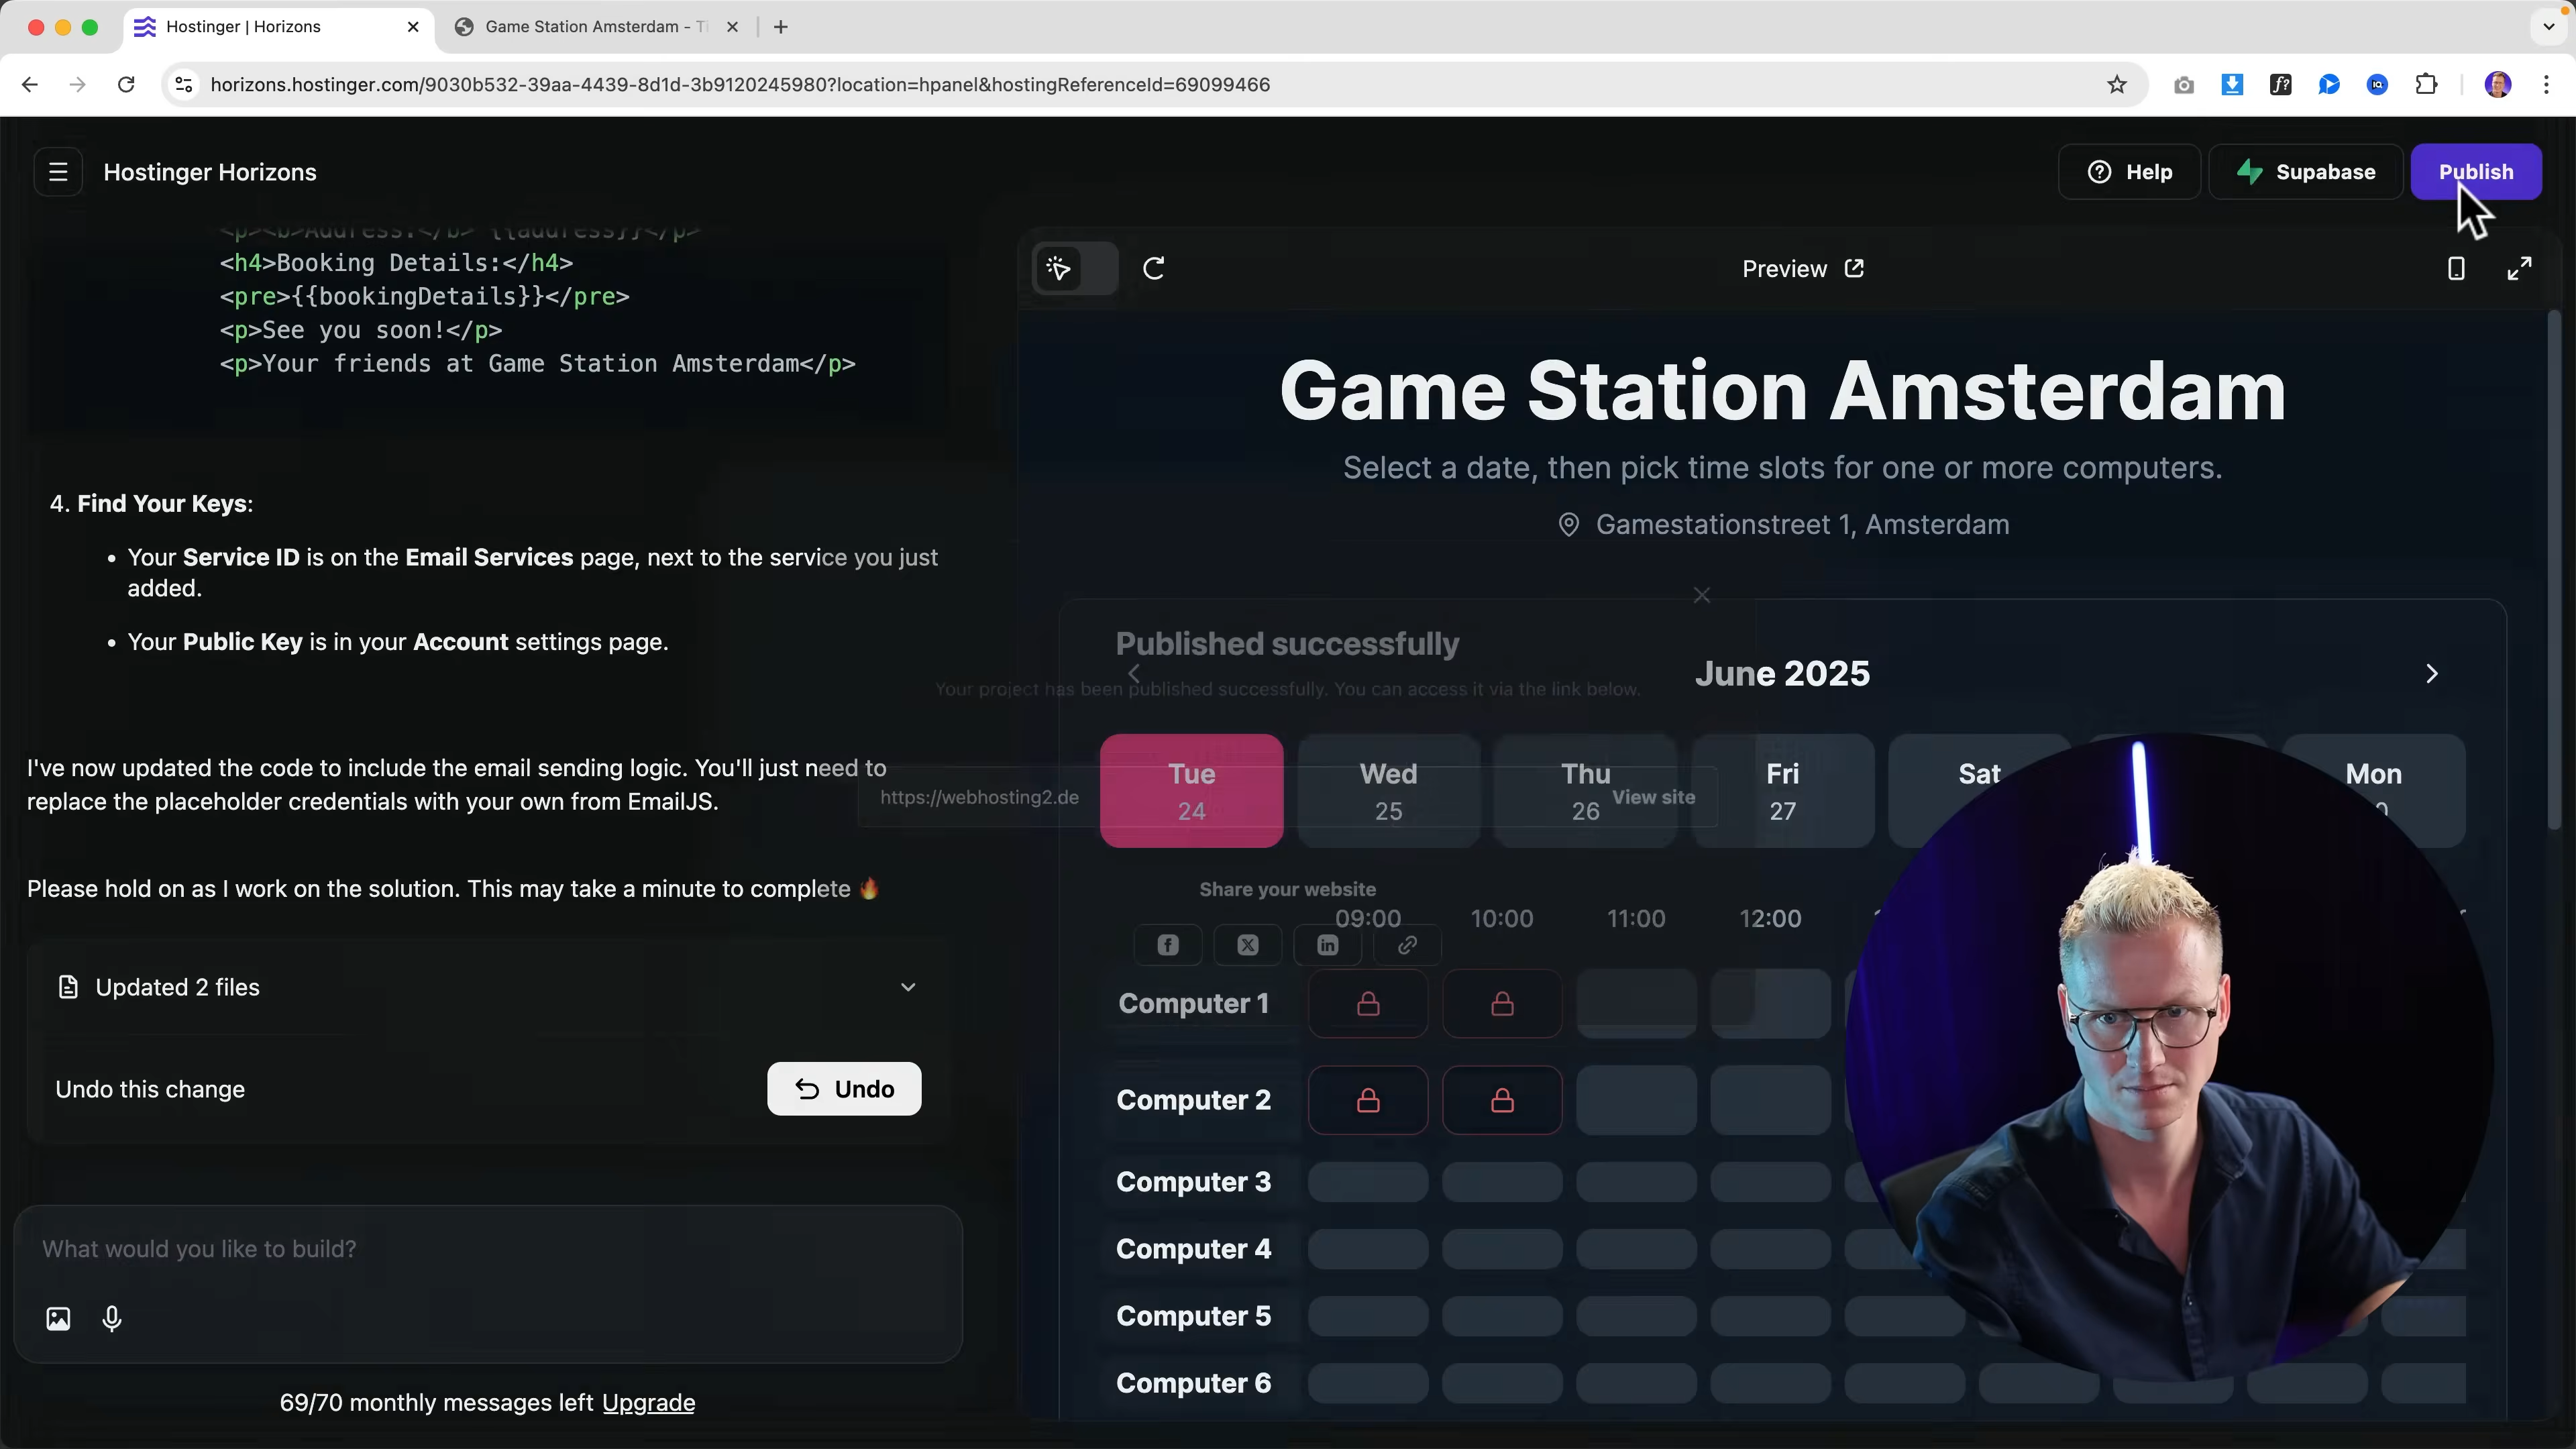 Hostinger | Horizons
Game Station Amsterdam -
horizons.hostinger.com/9030b532-39aa-4439-8d1d-3b9120245980?location=hpanel&hostingReferenceId=69099466
Hostinger Horizons
Help
Supabase
Publish
<p><b>Address:</b> {{address}}</p>
<h4>Booking Details:</h4>
<pre>{{bookingDetails}}</pre>
<p>See you soon!</p>
<p>Your friends at Game Station Amsterdam</p>
4. Find Your Keys:
• Your Service ID is on the Email Services page, next to the service you just
added.
• Your Public Key is in your Account settings page.
I've now updated the code to include the email sending logic. You'll just need to
replace the placeholder credentials with your own from EmailJS.
Please hold on as I work on the solution. This may take a minute to complete 🔥
Updated 2 files
Undo this change
Undo
What would you like to build?
69/70 monthly messages left Upgrade
Preview
Game Station Amsterdam
Select a date, then pick time slots for one or more computers.
Gamestationstreet 1, Amsterdam
Published successfully
Your project has been published successfully. You can access it via the link below.
https://webhosting2.de
View site
Share your website
June 2025
Tue
24
Wed
25
Thu
26
Fri
27
Sat
Mon
09:00
10:00
11:00
12:00
Computer 1
Computer 2
Computer 3
Computer 4
Computer 5
Computer 6